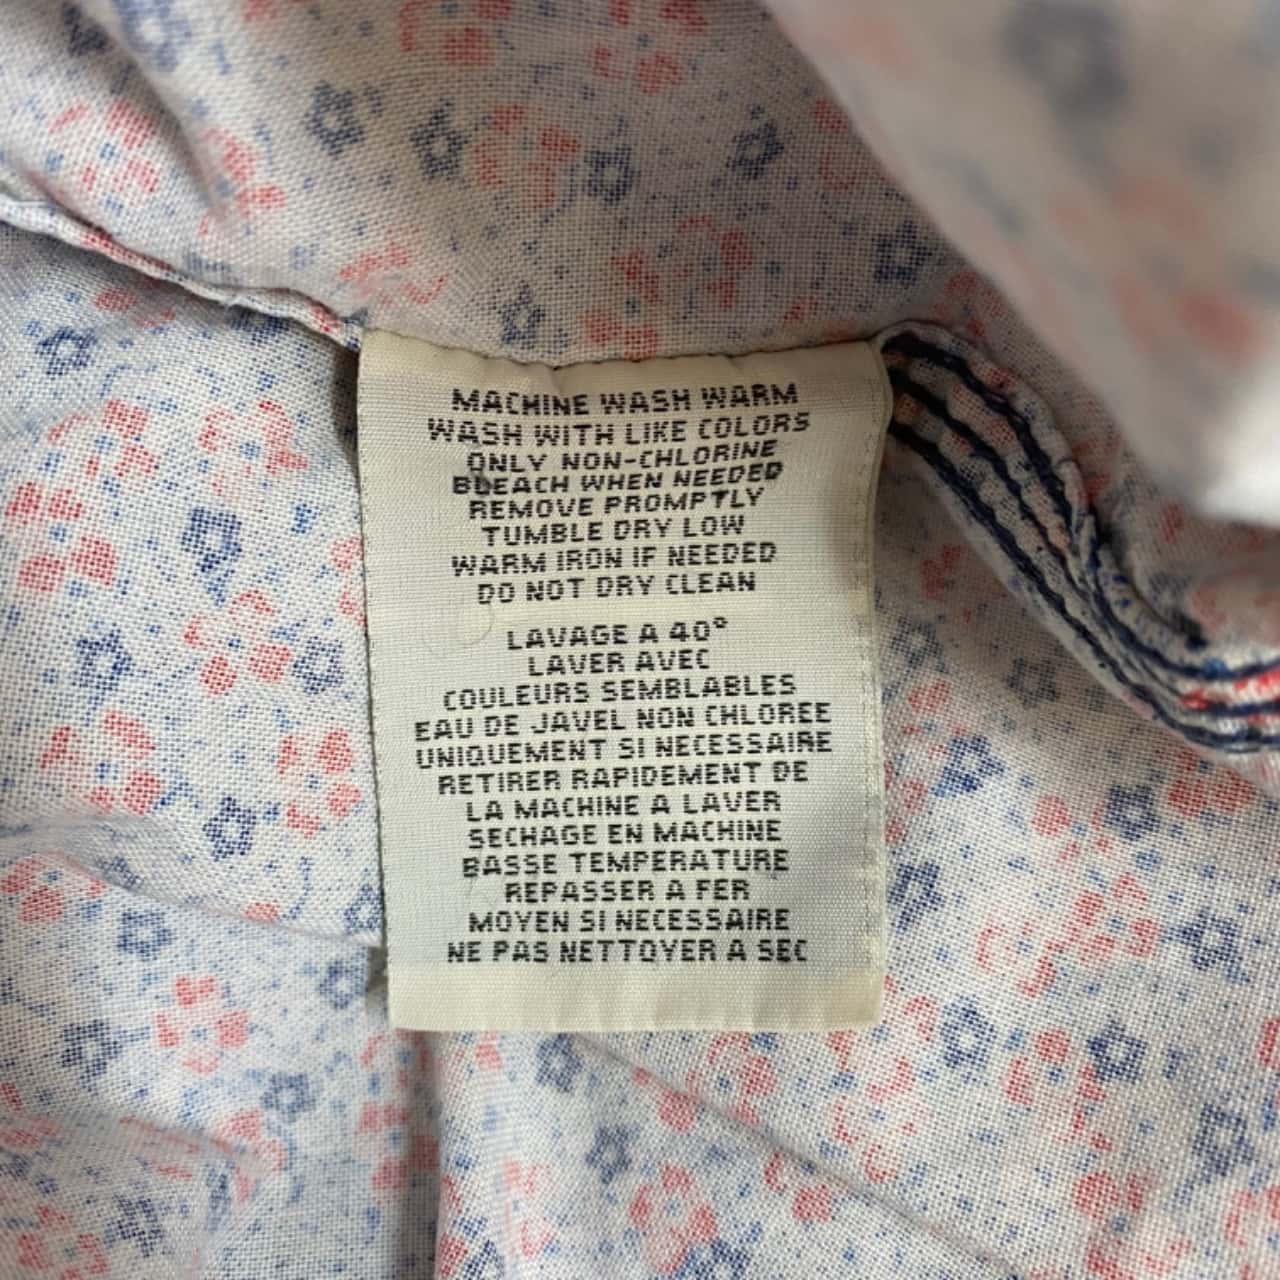 MACHINE WASH WARM
WASH WITH LIKE COLORS
ONLY NON-CHLORINE
BLEACH WHEN NEEDED
REMOVE PROMPTLY
TUMBLE DRY LOW
WARM IRON IF NEEDED
DO NOT DRY CLEAN
LAVAGE A 40°
LAVER AVEC
COULEURS SEMBLABLES
EAU DE JAVEL NON CHLOREE
UNIQUEMENT SI NECESSAIRE
RETIRER RAPIDEMENT DE
LA MACHINE A LAVER
SECHAGE EN MACHINE
BASSE TEMPERATURE
REPASSER A FER
MOYEN SI NECESSAIRE
NE PAS NETTOYER A SEC